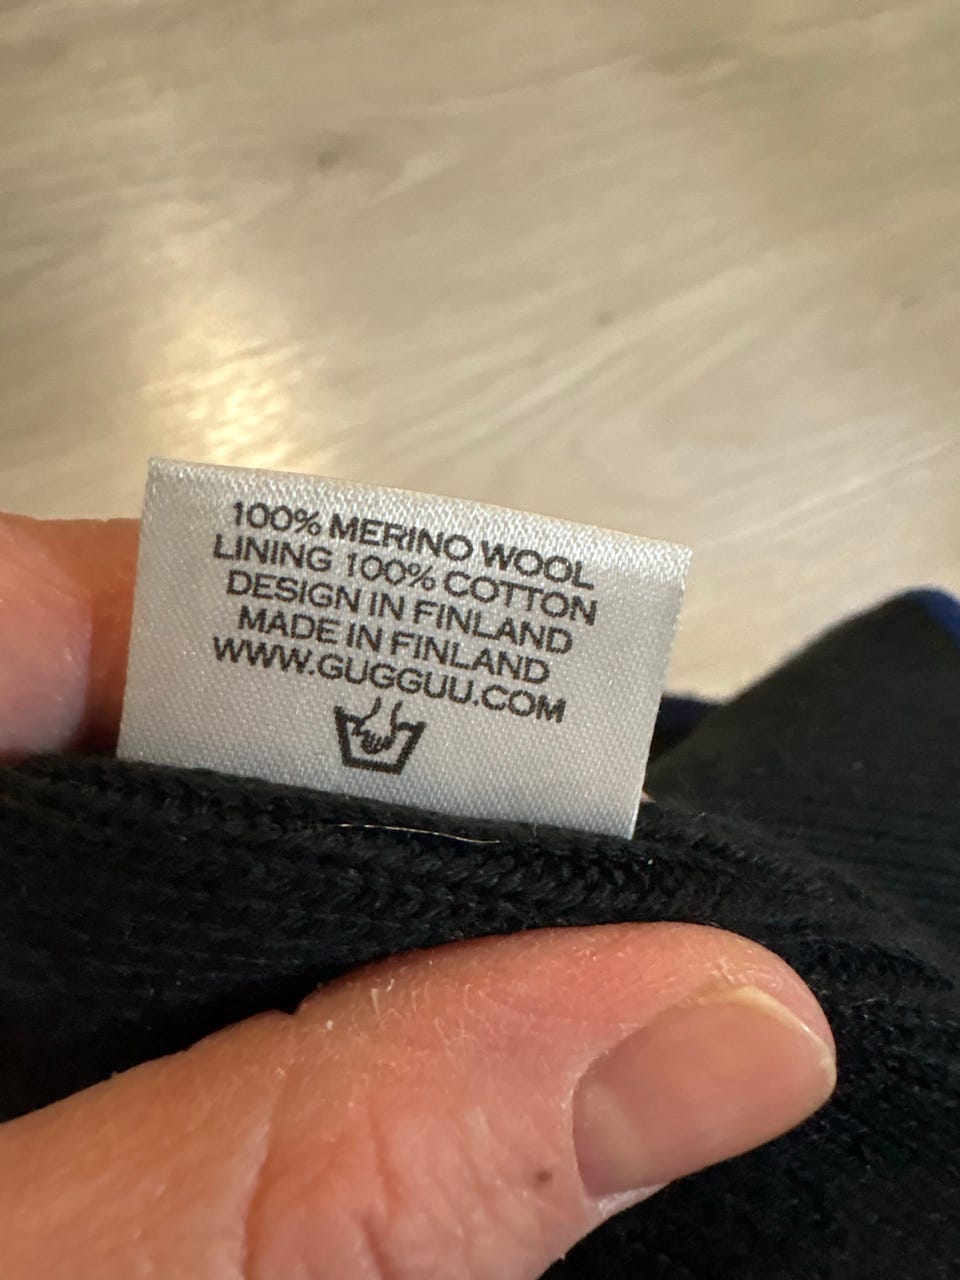 100% MERINO WOOL
LINING 100% COTTON
DESIGN IN FINLAND
MADE IN FINLAND
WWW.GUGGUU.COM